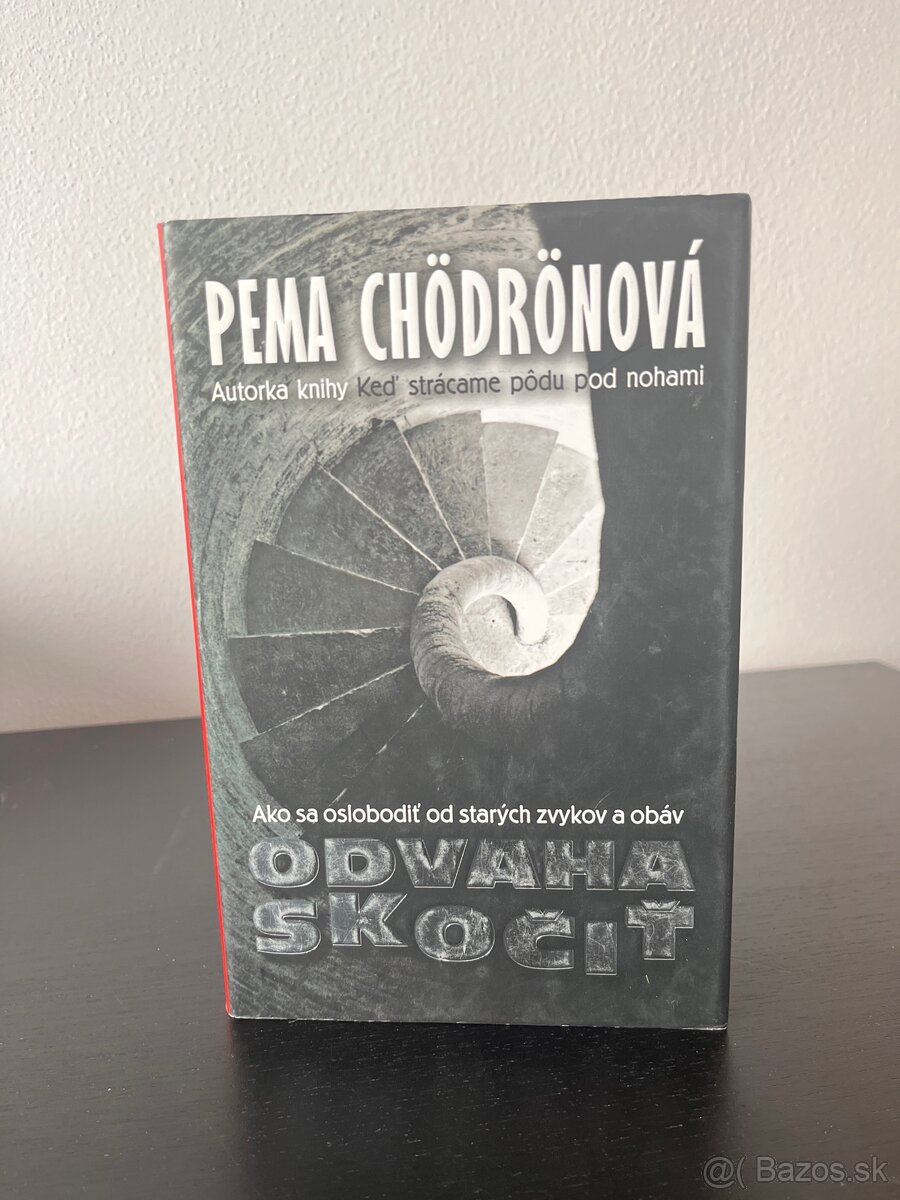 PEMA CHÖDRÖNOVÁ
Autorka knihy Keď strácame pôdu pod nohami
Ako sa oslobodiť od starých zvykov a obáv
ODVAHA
SKOČIŤ
@( Bazos.sk